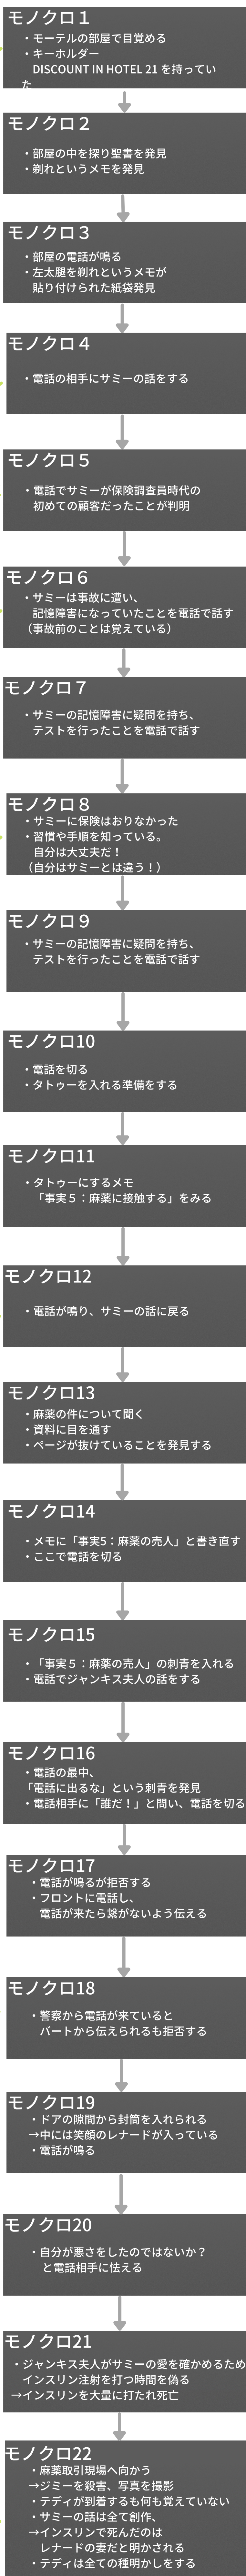 モノクロ１
・モーテルの部屋で目覚める
・キーホルダー
DISCOUNT IN HOTEL 21 を持ってい
た
モノクロ２
・部屋の中を探り聖書を発見
・剃れというメモを発見
モノクロ３
・部屋の電話が鳴る
・左太腿を剃れというメモが
貼り付けられた紙袋発見
モノクロ４
・電話の相手にサミーの話をする
モノクロ５
・電話でサミーが保険調査員時代の
初めての顧客だったことが判明
モノクロ６
・サミーは事故に遭い、
記憶障害になっていたことを電話で話す
（事故前のことは覚えている）
モノクロ７
・サミーの記憶障害に疑問を持ち、
テストを行ったことを電話で話す
モノクロ８
・サミーに保険はおりなかった
・習慣や手順を知っている。
自分は大丈夫だ！
（自分はサミーとは違う！）
モノクロ９
・サミーの記憶障害に疑問を持ち、
テストを行ったことを電話で話す
モノクロ10
・電話を切る
・タトゥーを入れる準備をする
モノクロ11
・タトゥーにするメモ
「事実５：麻薬に接触する」をみる
モノクロ12
・電話が鳴り、サミーの話に戻る
モノクロ13
・麻薬の件について聞く
・資料に目を通す
・ページが抜けていることを発見する
モノクロ14
・メモに「事実5：麻薬の売人」と書き直す
・ここで電話を切る
モノクロ15
・「事実５：麻薬の売人」の刺青を入れる
・電話でジャンキス夫人の話をする
モノクロ16
・電話の最中、
「電話に出るな」という刺青を発見
・電話相手に「誰だ！」と問い、電話を切る
モノクロ17
・電話が鳴るが拒否する
・フロントに電話し、
電話が来たら繋がないよう伝える
モノクロ18
・警察から電話が来ていると
バートから伝えられるも拒否する
モノクロ19
・ドアの隙間から封筒を入れられる
→中には笑顔のレナードが入っている
・電話が鳴る
モノクロ20
・自分が悪さをしたのではないか？
と電話相手に怯える
モノクロ21
・ジャンキス夫人がサミーの愛を確かめるため
インスリン注射を打つ時間を偽る
→インスリンを大量に打たれ死亡
モノクロ22
・麻薬取引現場へ向かう
→ジミーを殺害、写真を撮影
・テディが到着するも何も覚えていない
・サミーの話は全て創作、
→インスリンで死んだのは
レナードの妻だと明かされる
・テディは全ての種明かしをする